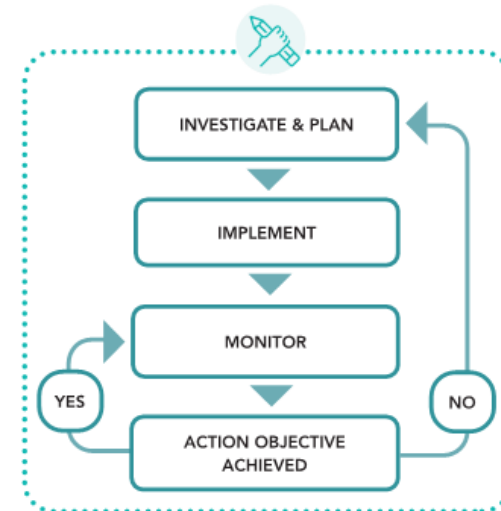 INVESTIGATE & PLAN
IMPLEMENT
MONITOR
YES
NO
ACTION OBJECTIVE
ACHIEVED